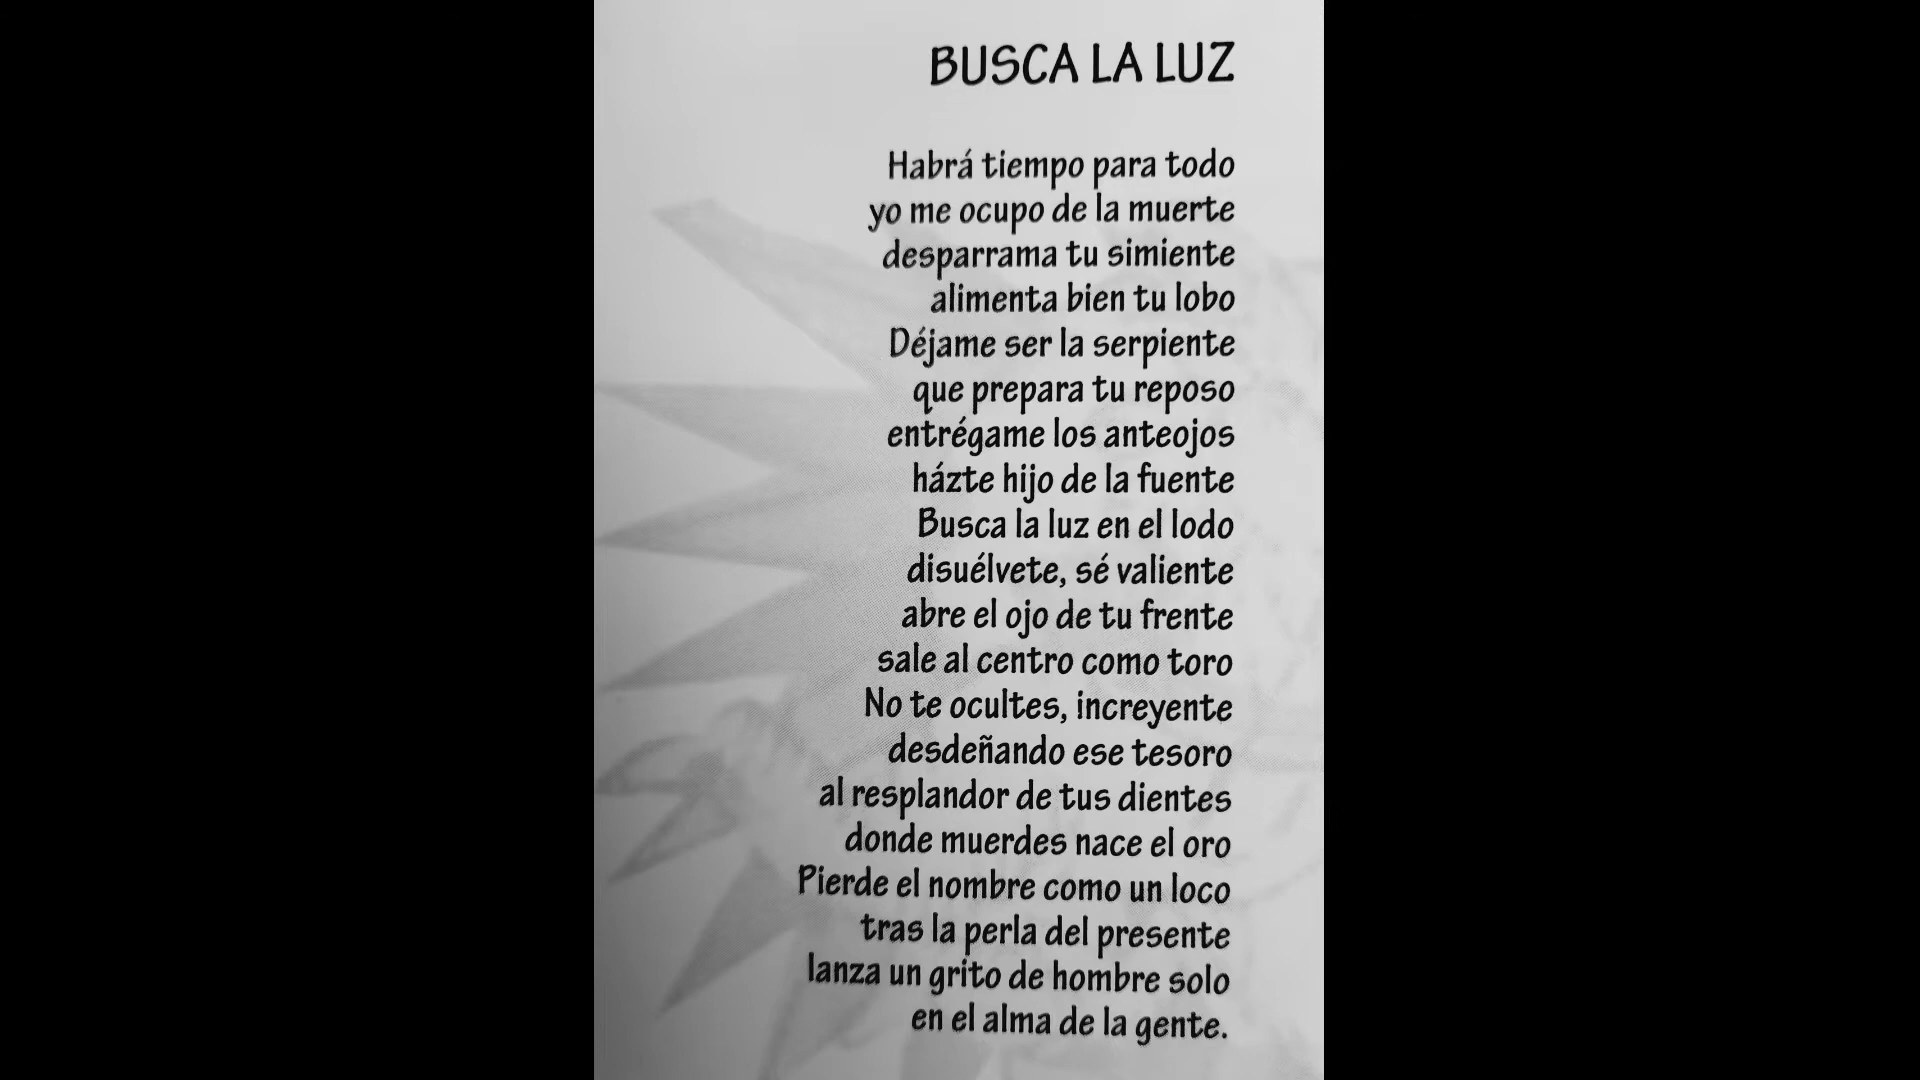 BUSCA LA LUZ
Habrá tiempo para todo
yo me ocupo de la muerte
desparrama tu simiente
alimenta bien tu lobo
Déjame ser la serpiente
que prepara tu reposo
entrégame los anteojos
házte hijo de la fuente
Busca la luz en el lodo
disuélvete, sé valiente
abre el ojo de tu frente
sale al centro como toro
No te ocultes, increyente
desdeñando ese tesoro
al resplandor de tus dientes
donde muerdes nace el oro
Pierde el nombre como un loco
tras la perla del presente
lanza un grito de hombre solo
en el alma de la gente.